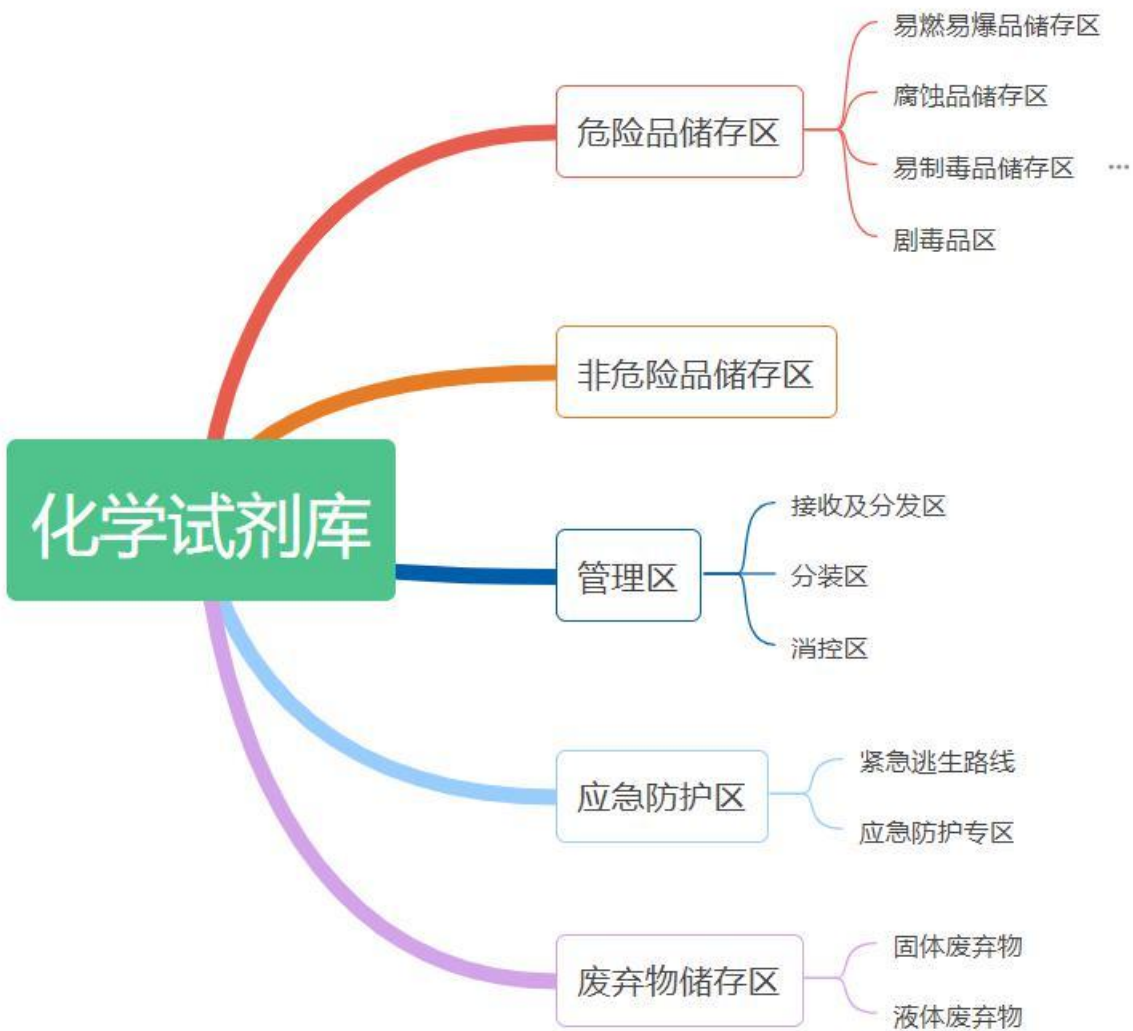 化学试剂库
危险品储存区
易燃易爆品储存区
腐蚀品储存区
易制毒品储存区
剧毒品区
非危险品储存区
管理区
接收及分发区
分装区
消控区
应急防护区
紧急逃生路线
应急防护专区
废弃物储存区
固体废弃物
液体废弃物